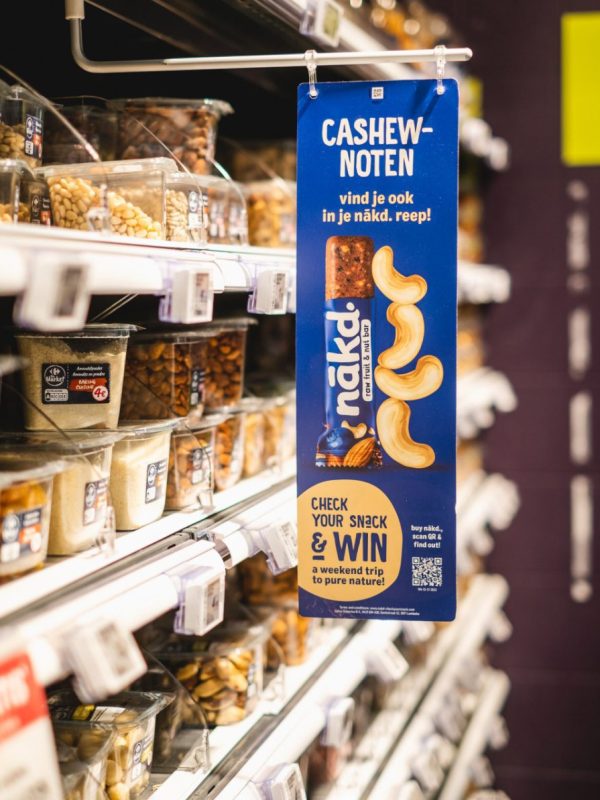 CASHEW-
NOTEN
vind je ook
in je nākd. reep!
nākd.
raw fruit & nut bar
CHECK
YOUR SNACK
& WIN
a weekend trip
to pure nature!
buy nākd.,
scan QR &
find out!
4€